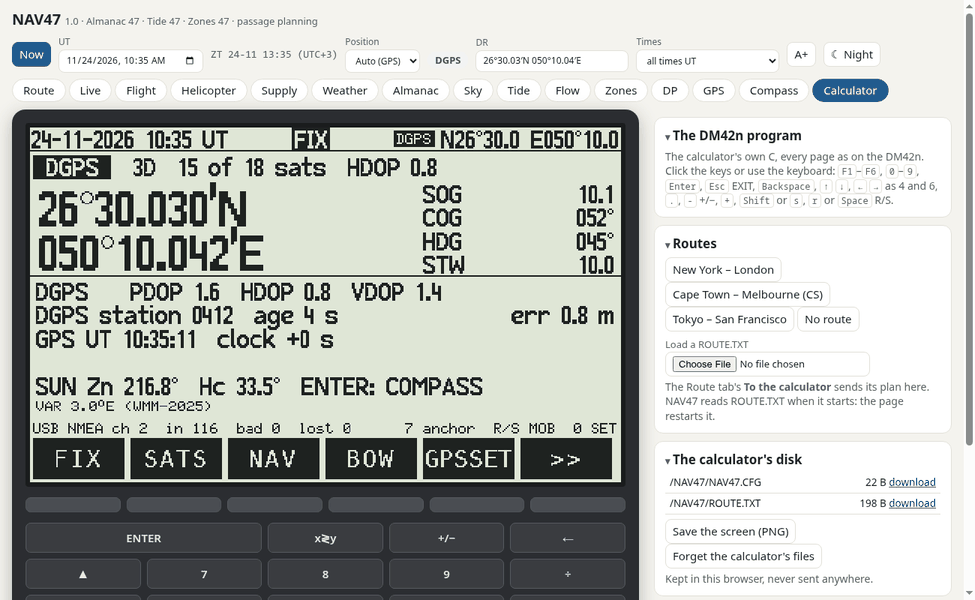 NAV47 1.0 · Almanac 47 · Tide 47 · Zones 47 · passage planning
UT Position DR Times
Now 11/24/2026, 10:35 AM ZT 24-11 13:35 (UTC+3) Auto (GPS) DGPS 26°30.03′N 050°10.04′E all times UT A+ ☾ Night
Route Live Flight Helicopter Supply Weather Almanac Sky Tide Flow Zones DP GPS Compass Calculator
24-11-2026 10:35 UT FIX DGPS N26°30.0 E050°10.0
DGPS 3D 15 of 18 sats HDOP 0.8
26°30.030'N
050°10.042'E
SOG 10.1
COG 052°
HDG 045°
STW 10.0
DGPS PDOP 1.6 HDOP 0.8 VDOP 1.4
DGPS station 0412 age 4 s err 0.8 m
GPS UT 10:35:11 clock +0 s
SUN Zn 216.8° Hc 33.5° ENTER: COMPASS
VAR 3.0°E (WMM-2025)
USB NMEA ch 2 in 116 bad 0 lost 0 7 anchor R/S MOB 0 SET
FIX SATS NAV BOW GPSSET >>
ENTER x≷y +/− ←
▲ 7 8 9 ÷
▾ The DM42n program
The calculator's own C, every page as on the DM42n.
Click the keys or use the keyboard: F1–F6, 0–9,
Enter, Esc EXIT, Backspace, ↑ ↓, ← → as 4 and 6,
., - +/−, +, Shift or s, r or Space R/S.
▾ Routes
New York – London
Cape Town – Melbourne (CS)
Tokyo – San Francisco No route
Load a ROUTE.TXT
Choose File No file chosen
The Route tab's To the calculator sends its plan here.
NAV47 reads ROUTE.TXT when it starts: the page
restarts it.
▾ The calculator's disk
/NAV47/NAV47.CFG 22 B download
/NAV47/ROUTE.TXT 198 B download
Save the screen (PNG)
Forget the calculator's files
Kept in this browser, never sent anywhere.